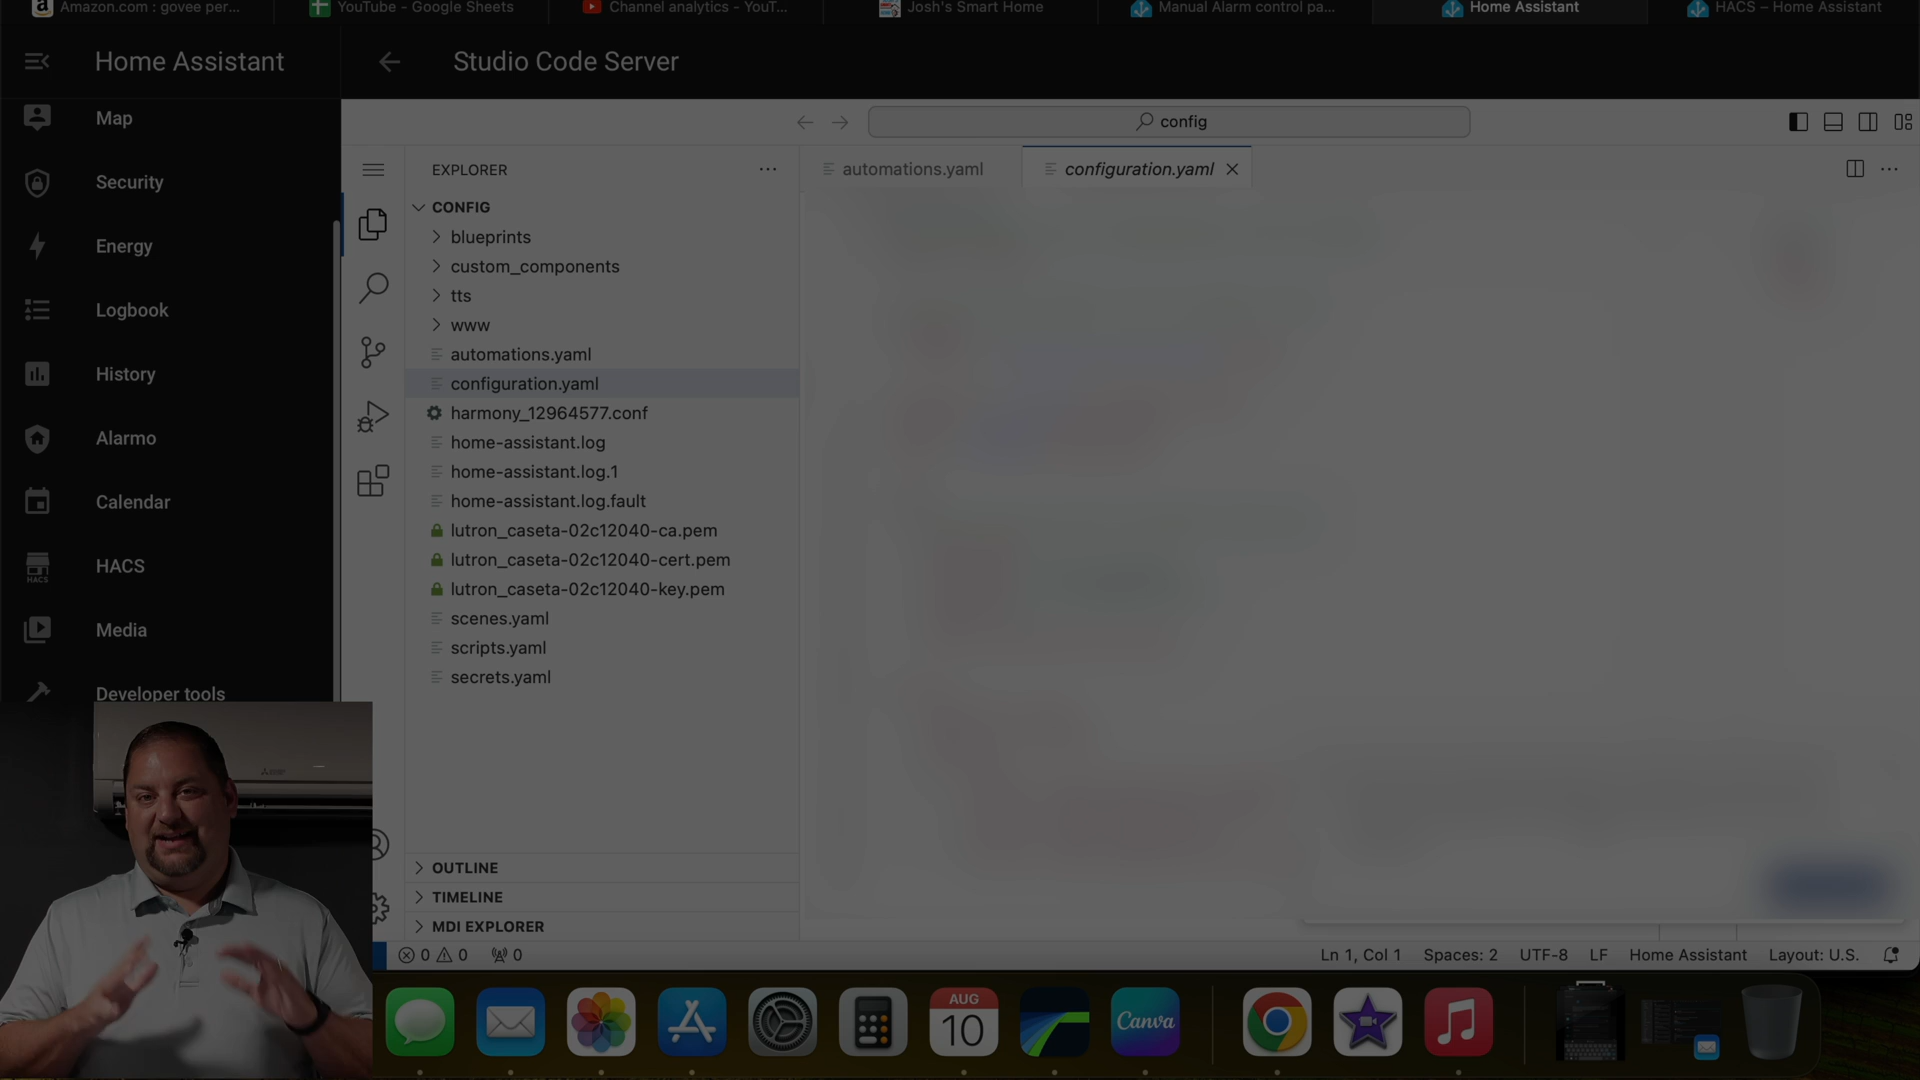 Amazon.com : govee per...
YouTube - Google Sheets
Channel analytics - YouT...
Josh's Smart Home
Manual Alarm control pa...
Home Assistant
HACS – Home Assistant
Home Assistant
Studio Code Server
Map
Security
Energy
Logbook
History
Alarmo
Calendar
HACS
HACS
Media
Developer tools
config
EXPLORER
automations.yaml
configuration.yaml
CONFIG
blueprints
custom_components
tts
www
automations.yaml
configuration.yaml
harmony_12964577.conf
home-assistant.log
home-assistant.log.1
home-assistant.log.fault
lutron_caseta-02c12040-ca.pem
lutron_caseta-02c12040-cert.pem
lutron_caseta-02c12040-key.pem
scenes.yaml
scripts.yaml
secrets.yaml
OUTLINE
TIMELINE
MDI EXPLORER
0 0 0
Ln 1, Col 1
Spaces: 2
UTF-8
LF
Home Assistant
Layout: U.S.
AUG
10
Canva